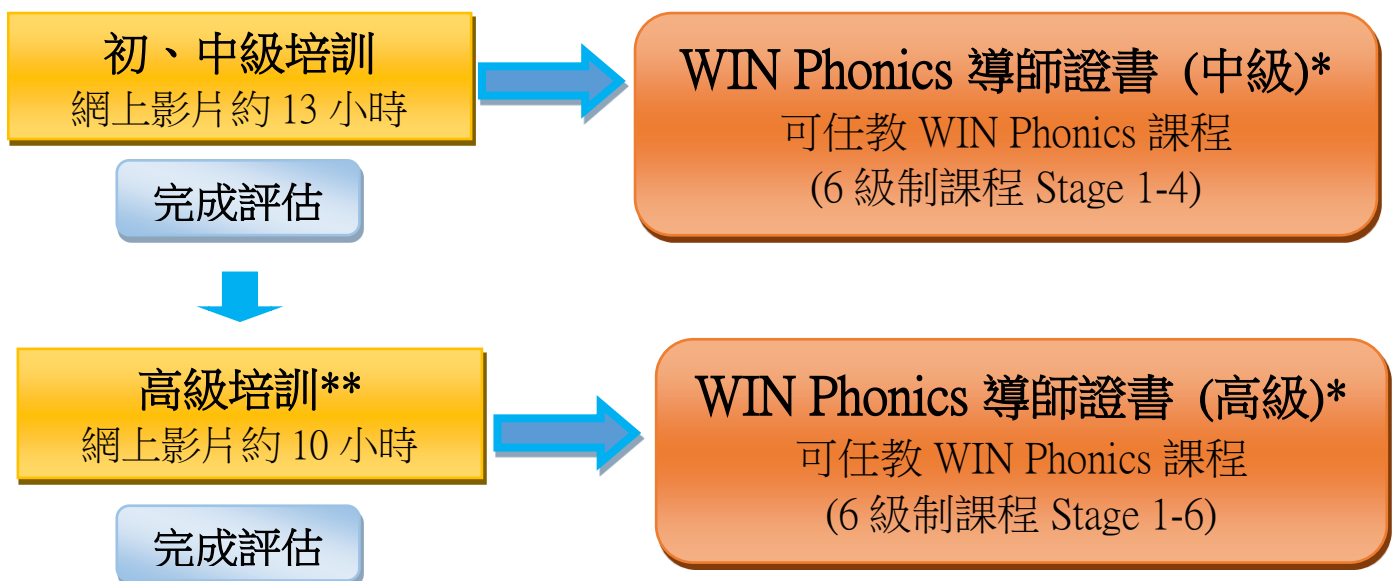 初、中級培訓
網上影片約 13 小時
WIN Phonics 導師證書 (中級)*
可任教 WIN Phonics 課程
(6 級制課程 Stage 1-4)
完成評估
高級培訓**
網上影片約 10 小時
WIN Phonics 導師證書 (高級)*
可任教 WIN Phonics 課程
(6 級制課程 Stage 1-6)
完成評估